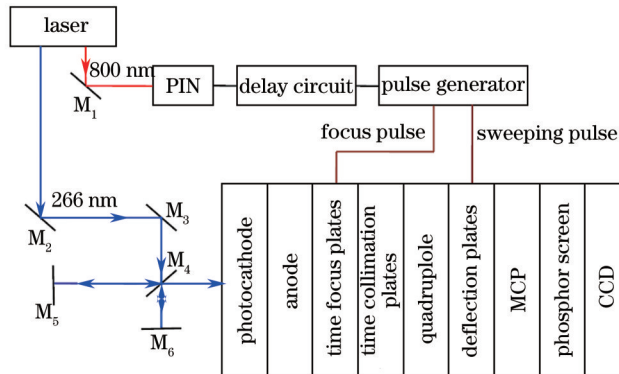 laser
800 nm
M1
PIN
delay circuit
pulse generator
focus pulse
sweeping pulse
266 nm
M2
M3
M4
M5
M6
photocathode
anode
time focus plates
time collimation
plates
quadruplole
deflection plates
MCP
phosphor screen
CCD